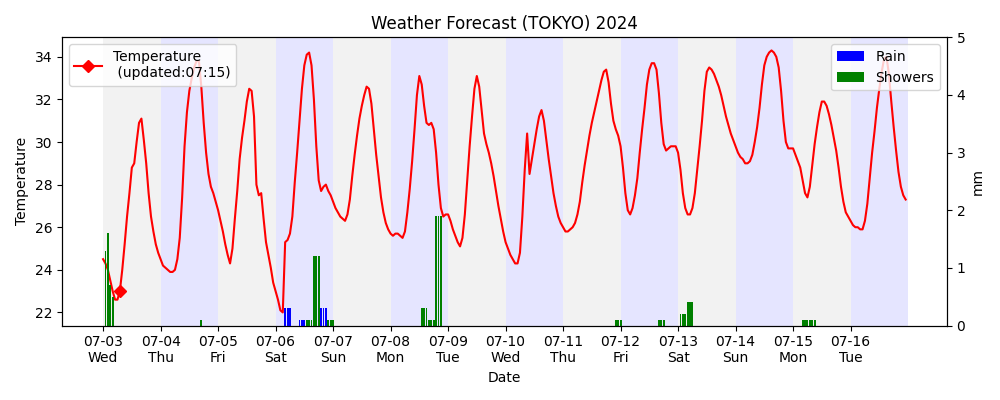 Weather Forecast (TOKYO) 2024
Temperature
(updated:07:15)
Rain
Showers
Temperature
34
32
30
28
26
24
22
5
4
3
2
1
0
mm
07-03 07-04 07-05 07-06 07-07 07-08 07-09 07-10 07-11 07-12 07-13 07-14 07-15 07-16
Wed Thu Fri Sat Sun Mon Tue Wed Thu Fri Sat Sun Mon Tue
Date